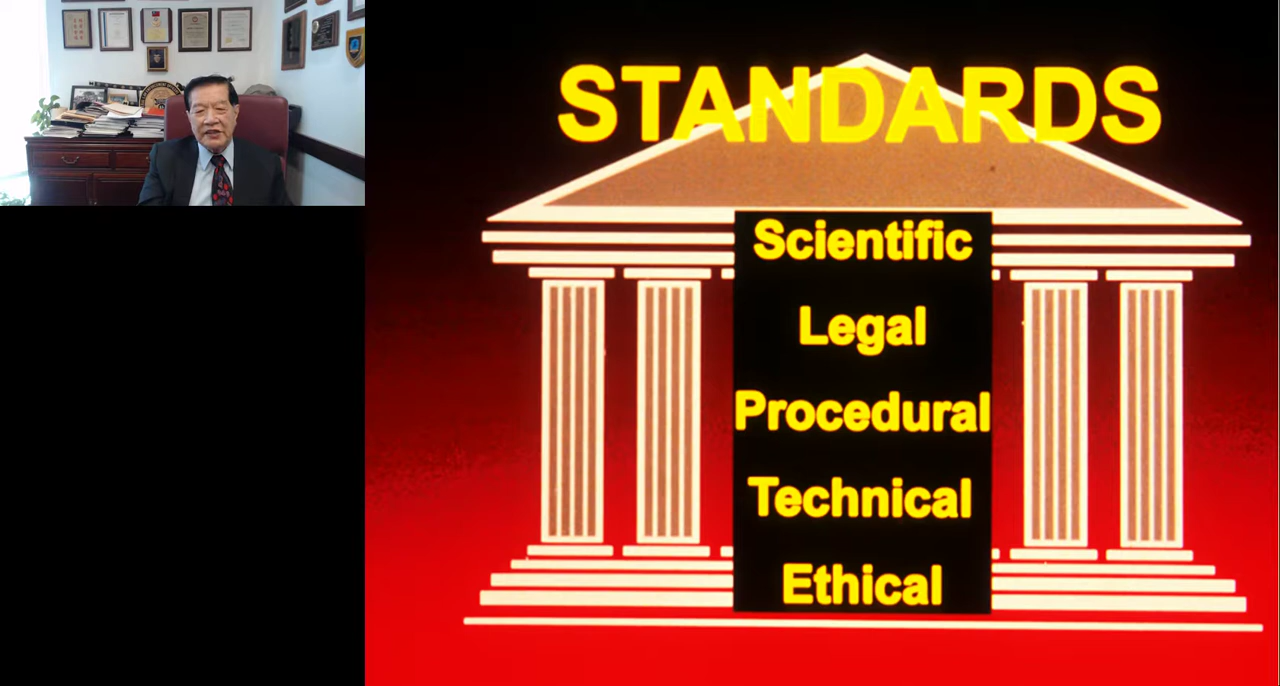 STANDARDS
Scientific
Legal
Procedural
Technical
Ethical